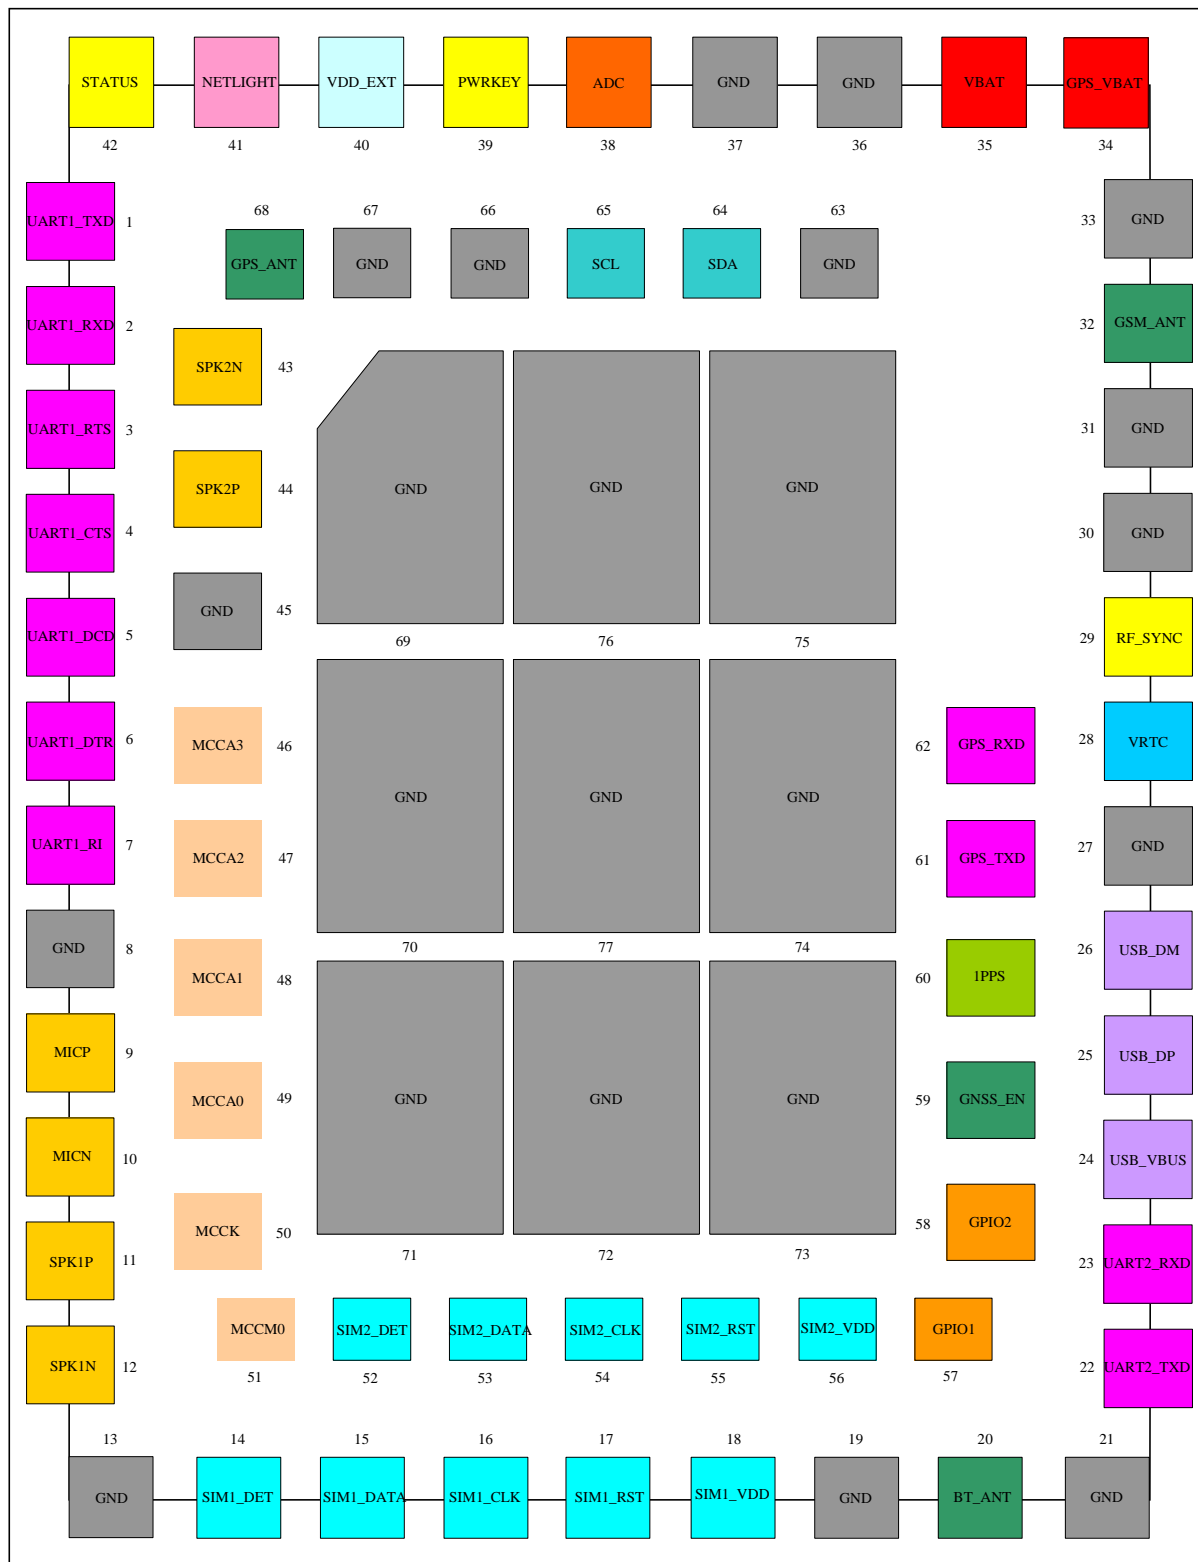 STATUS NETLIGHT VDD_EXT PWRKEY ADC GND GND VBAT GPS_VBAT
42 41 40 39 38 37 36 35 34
68 67 66 65 64 63
UART1_TXD 1 GPS_ANT GND GND SCL SDA GND 33 GND
UART1_RXD 2 32 GSM_ANT
SPK2N 43
UART1_RTS 3 31 GND
SPK2P 44 GND GND GND
UART1_CTS 4 30 GND
GND 45
UART1_DCD 5 29 RF_SYNC
69 76 75
UART1_DTR 6 MCCA3 46 62 GPS_RXD 28 VRTC
GND GND GND
UART1_RI 7 MCCA2 47 61 GPS_TXD 27 GND
GND 8 70 77 74 26 USB_DM
MCCA1 48 60 1PPS
MICP 9 25 USB_DP
MCCA0 49 GND GND GND 59 GNSS_EN
MICN 10 24 USB_VBUS
MCCK 50 58 GPIO2
71 72 73
SPK1P 11 23 UART2_RXD
MCCM0 SIM2_DET SIM2_DATA SIM2_CLK SIM2_RST SIM2_VDD GPIO1
SPK1N 12 22 UART2_TXD
51 52 53 54 55 56 57
13 14 15 16 17 18 19 20 21
GND SIM1_DET SIM1_DATA SIM1_CLK SIM1_RST SIM1_VDD GND BT_ANT GND